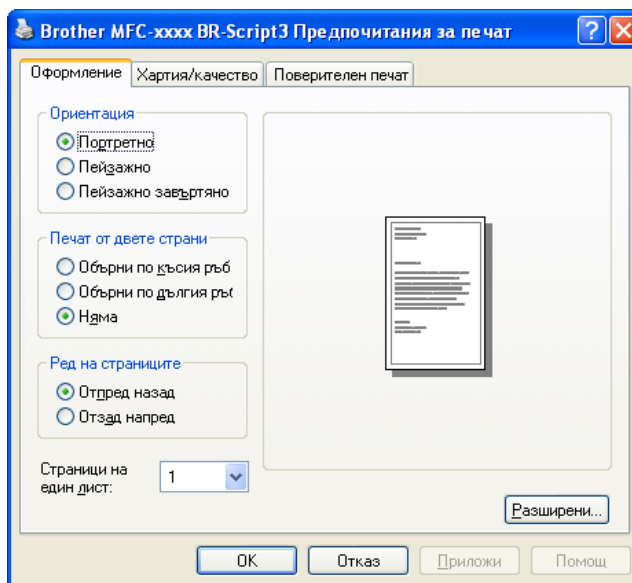 Brother MFC-xxxx BR-Script3 Предпочитания за печат
Оформление
Хартия/качество
Поверителен печат
Ориентация
Портретно
Пейзажно
Пейзажно завъртяно
Печат от двете страни
Обърни по късия ръб
Обърни по дългия ръб
Няма
Ред на страниците
Отпред назад
Отзад напред
Страници на
един лист:
1
Разширени...
OK
Отказ
Приложи
Помощ